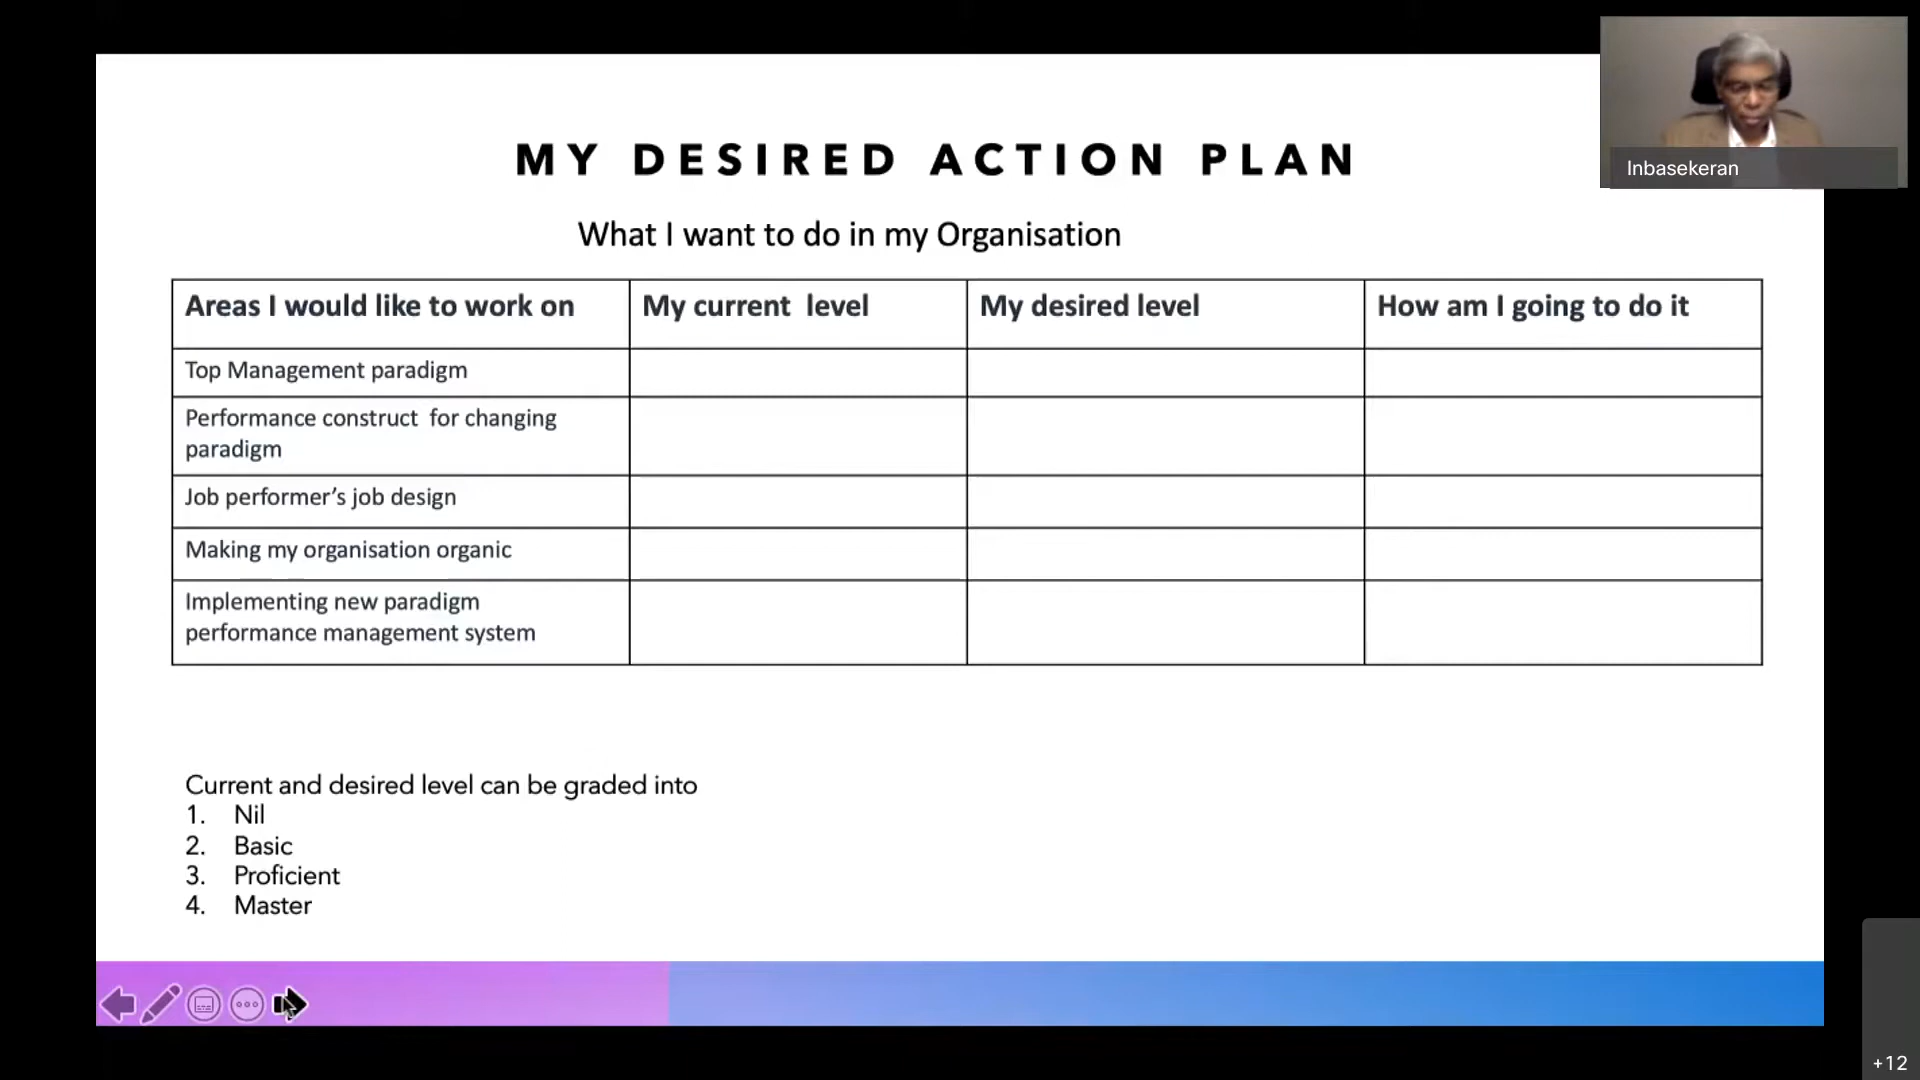 MY DESIRED ACTION PLAN
Inbasekeran
What I want to do in my Organisation
Areas I would like to work on
My current level
My desired level
How am I going to do it
Top Management paradigm
Performance construct for changing
paradigm
Job performer’s job design
Making my organisation organic
Implementing new paradigm
performance management system
Current and desired level can be graded into
1. Nil
2. Basic
3. Proficient
4. Master
+12